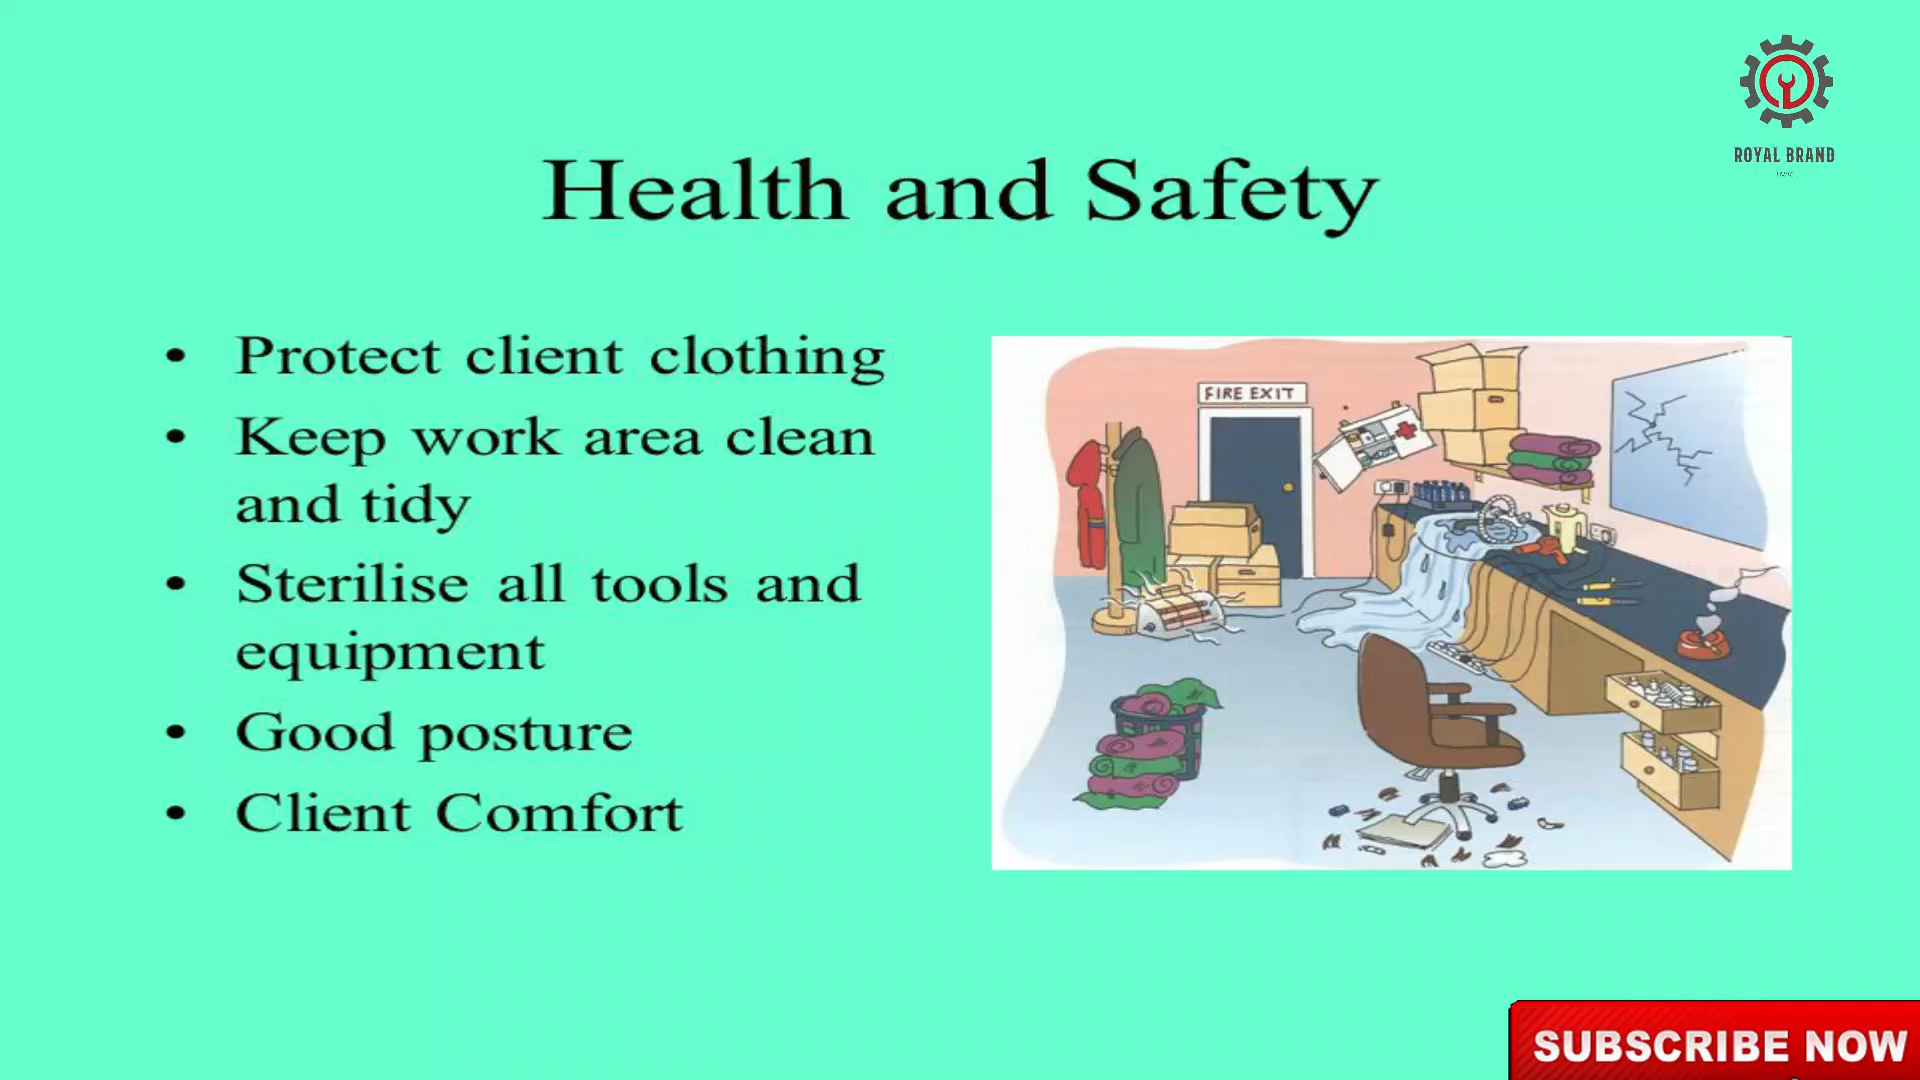 ROYAL BRAND
Health and Safety
• Protect client clothing
• Keep work area clean
and tidy
• Sterilise all tools and
equipment
• Good posture
• Client Comfort
FIRE EXIT
SUBSCRIBE NOW